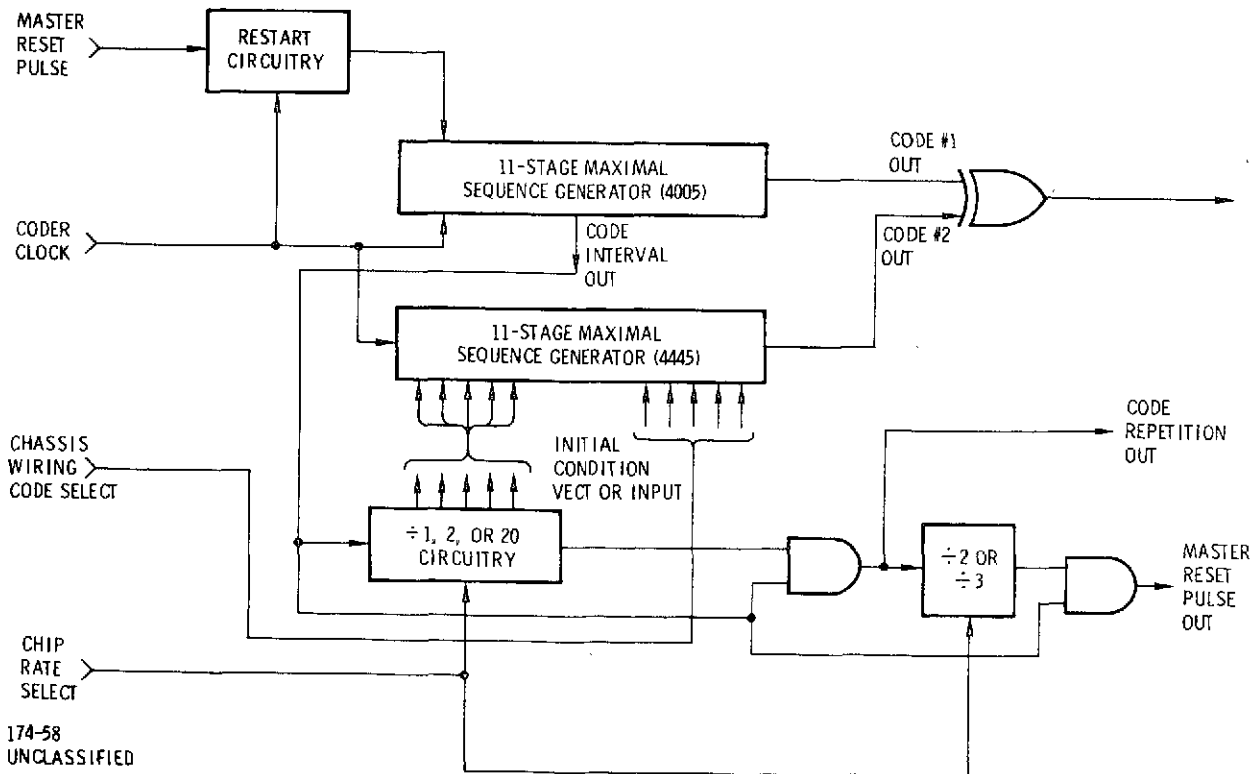 MASTER
RESET
PULSE
RESTART
CIRCUITRY
11-STAGE MAXIMAL
SEQUENCE GENERATOR (4005)
CODE #1
OUT
CODER
CLOCK
CODE
INTERVAL
OUT
CODE #2
OUT
11-STAGE MAXIMAL
SEQUENCE GENERATOR (4445)
CHASSIS
WIRING
CODE SELECT
INITIAL
CONDITION
VECT OR INPUT
CODE
REPETITION
OUT
÷ 1, 2, OR 20
CIRCUITRY
÷ 2 OR
÷ 3
MASTER
RESET
PULSE
OUT
CHIP
RATE
SELECT
174-58
UNCLASSIFIED